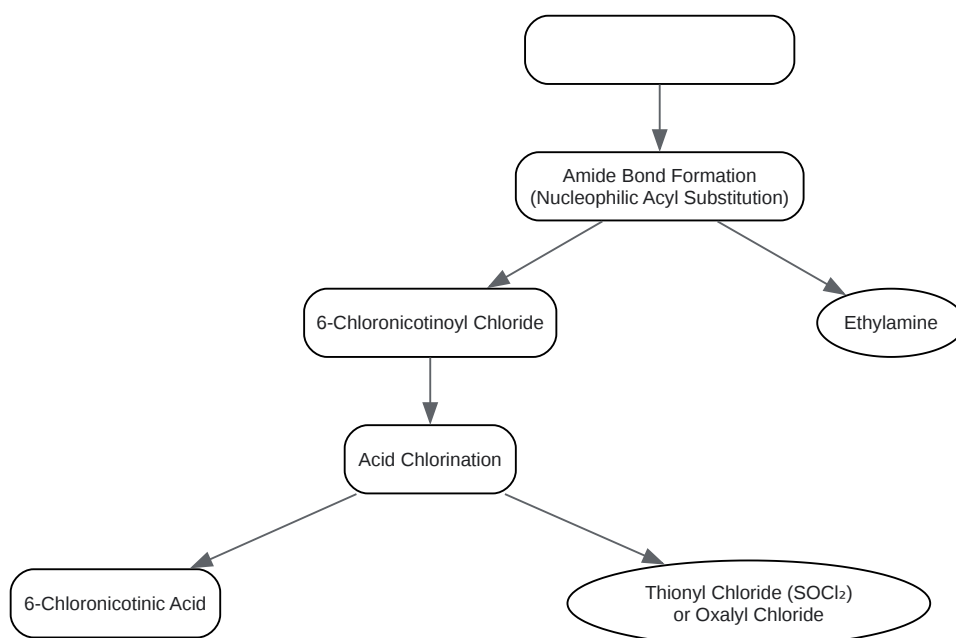 Amide Bond Formation
(Nucleophilic Acyl Substitution)
6-Chloronicotinoyl Chloride
Ethylamine
Acid Chlorination
6-Chloronicotinic Acid
Thionyl Chloride (SOCl₂)
or Oxalyl Chloride